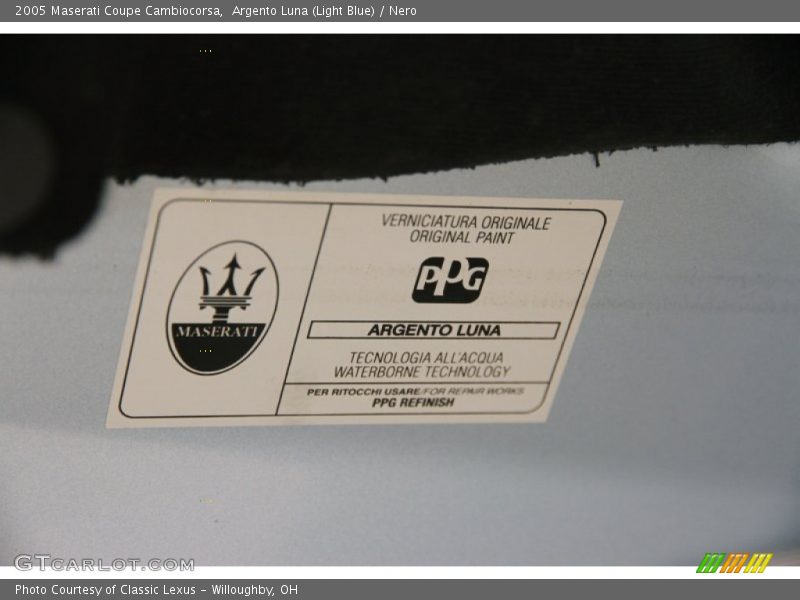 2005 Maserati Coupe Cambiocorsa,  Argento Luna (Light Blue) / Nero
MASERATI
VERNICIATURA ORIGINALE
ORIGINAL PAINT
PPG
ARGENTO LUNA
TECNOLOGIA ALL'ACQUA
WATERBORNE TECHNOLOGY
PER RITOCCHI USARE/FOR REPAIR WORKS
PPG REFINISH
GTCARLOT.COM
Photo Courtesy of Classic Lexus - Willoughby, OH